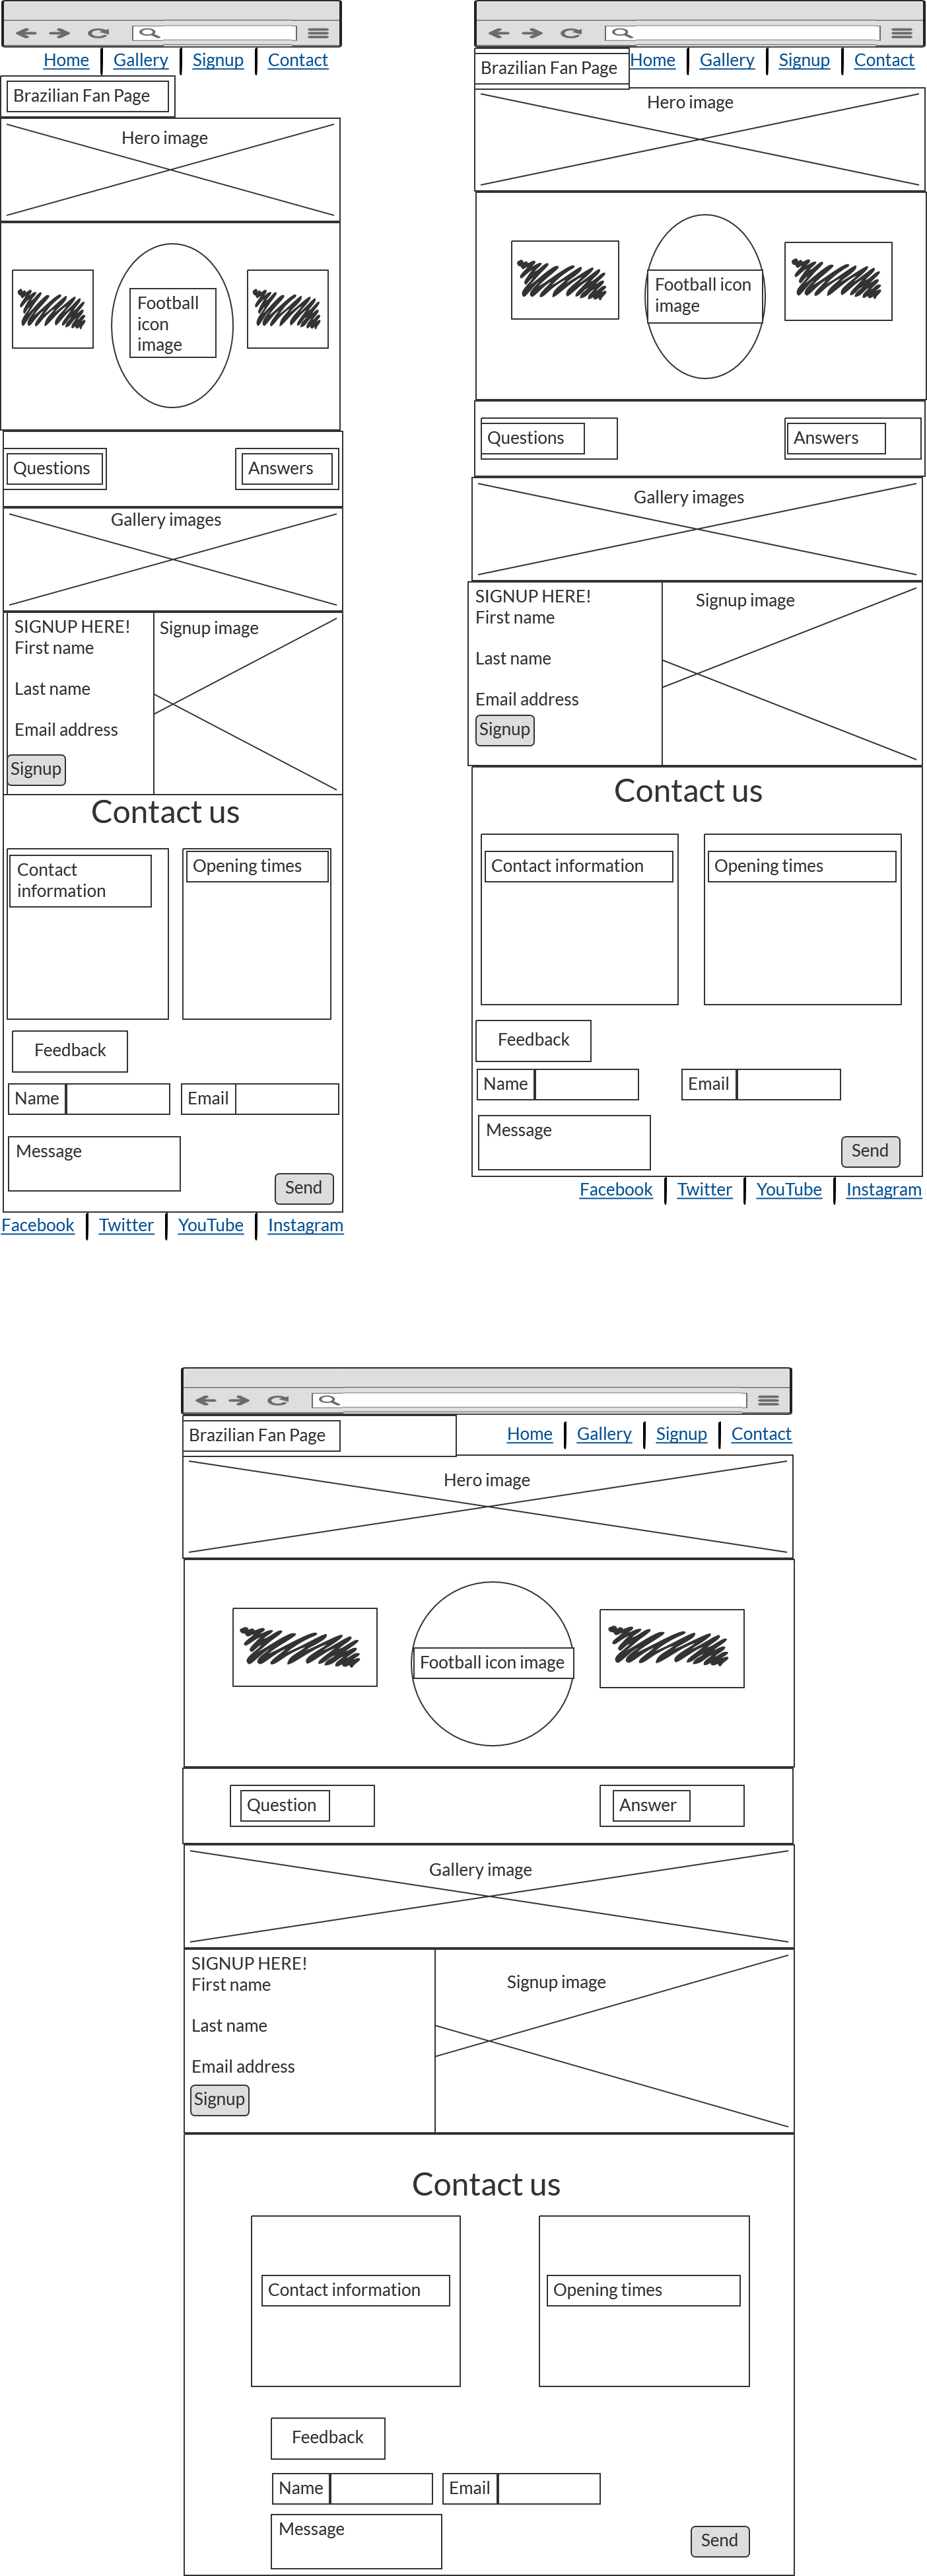 Home Gallery Signup Contact
Brazilian Fan Page
Hero image
Football
icon
image
Questions Answers
Gallery images
SIGNUP HERE!
First name
Signup image
Last name
Email address
Signup
Contact us
Contact
information
Opening times
Feedback
Name Email
Message
Send
Facebook Twitter YouTube Instagram
Brazilian Fan Page Home Gallery Signup Contact
Hero image
Football icon
image
Questions Answers
Gallery images
SIGNUP HERE!
First name
Signup image
Last name
Email address
Signup
Contact us
Contact information Opening times
Feedback
Name Email
Message
Send
Facebook Twitter YouTube Instagram
Brazilian Fan Page Home Gallery Signup Contact
Hero image
Football icon image
Question Answer
Gallery image
SIGNUP HERE!
First name
Signup image
Last name
Email address
Signup
Contact us
Contact information Opening times
Feedback
Name Email
Message
Send